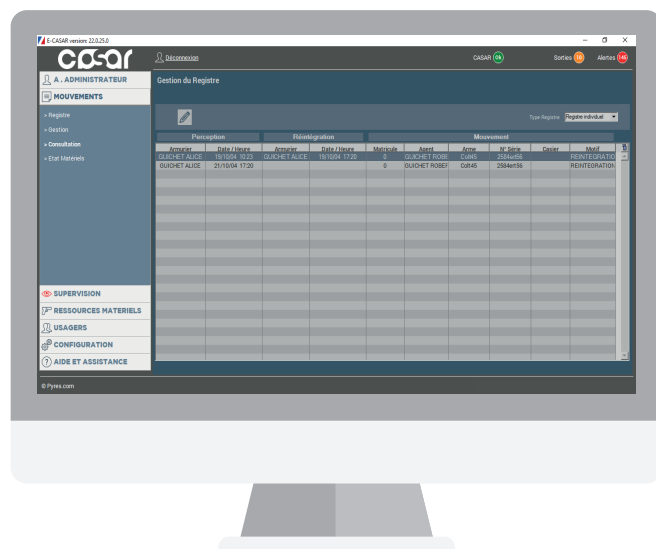 E-CASAR version: 22.0.25.0
casar
Déconnexion
CASAR Ok
Sorties 18
Alertes 146
A . ADMINISTRATEUR
MOUVEMENTS
» Registre
» Gestion
» Consultation
» Etat Matériels
SUPERVISION
RESSOURCES MATERIELS
USAGERS
CONFIGURATION
AIDE ET ASSISTANCE
Gestion du Registre
Type Registre Registre individuel
Perception Réintégration Mouvement
Armurier Date / Heure Armurier Date / Heure Matricule Agent Arme N° Série Casier Motif
GUICHET ALICE 19/10/04 10:23 GUICHET ALICE 19/10/04 17:20 0 GUICHET ROBE Colt45 2584ert56 REINTEGRATIO
GUICHET ALICE 21/10/04 17:20 0 GUICHET ROBEF Colt45 2584ert56 REINTEGRATION
© Pyres.com